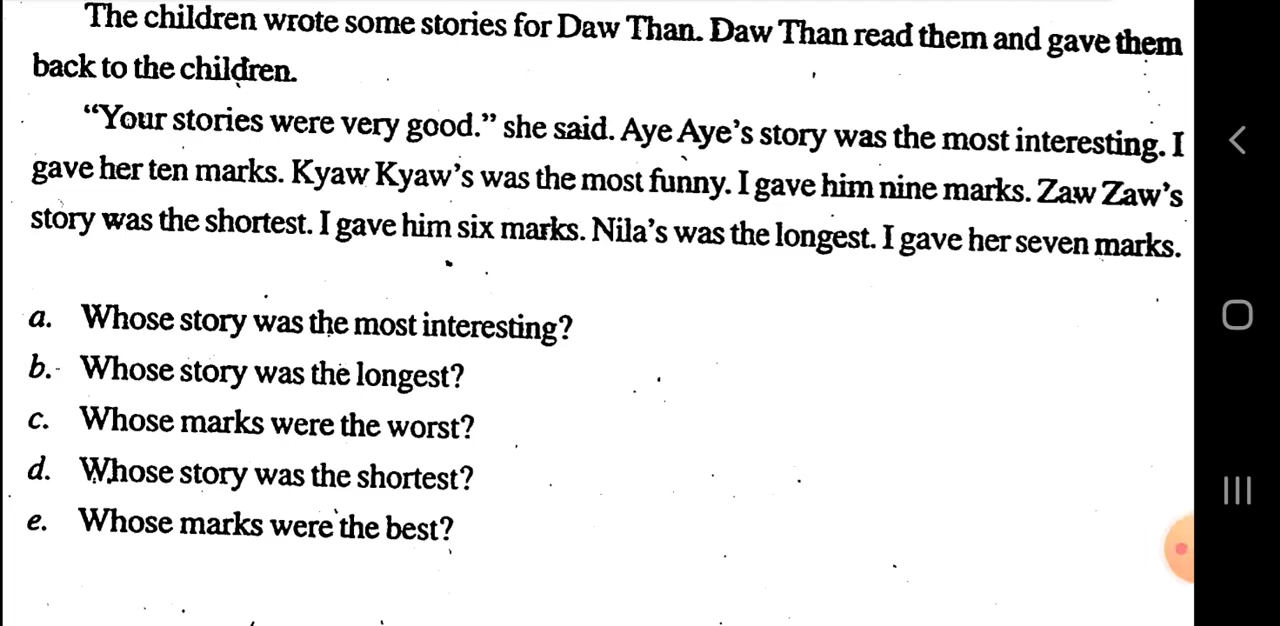 The children wrote some stories for Daw Than. Daw Than read them and gave them
back to the children.
“Your stories were very good.” she said. Aye Aye’s story was the most interesting. I
gave her ten marks. Kyaw Kyaw’s was the most funny. I gave him nine marks. Zaw Zaw’s
story was the shortest. I gave him six marks. Nila’s was the longest. I gave her seven marks.
a. Whose story was the most interesting?
b. Whose story was the longest?
c. Whose marks were the worst?
d. Whose story was the shortest?
e. Whose marks were the best?